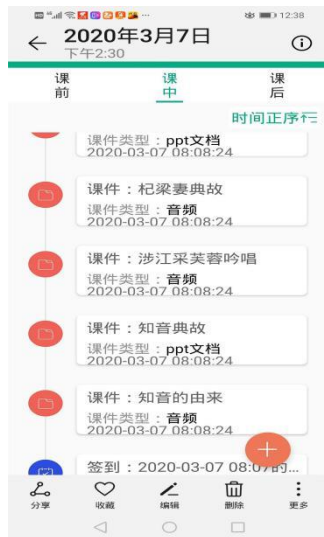 12:38
2020年3月7日
下午2:30
课前
课中
课后
时间正序
课件类型：ppt文档
2020-03-07 08:08:24
课件：杞梁妻典故
课件类型：音频
2020-03-07 08:08:24
课件：涉江采芙蓉吟唱
课件类型：音频
2020-03-07 08:08:24
课件：知音典故
课件类型：ppt文档
2020-03-07 08:08:24
课件：知音的由来
课件类型：音频
2020-03-07 08:08:24
签到：2020-03-07 08:07的...
分享 收藏 编辑 删除 更多